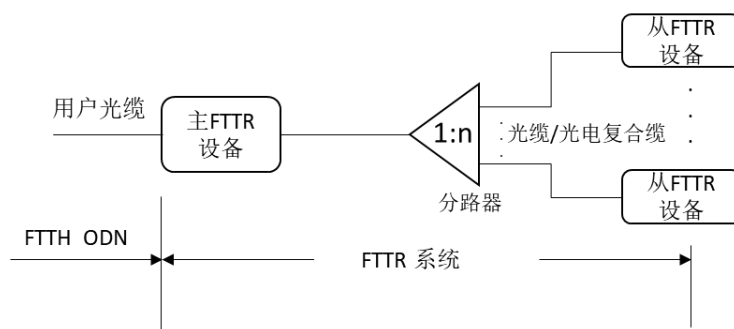 从FTTR
设备
用户光缆
主FTTR
设备
1:n
光缆/光电复合缆
分路器
从FTTR
设备
FTTH ODN
FTTR 系统